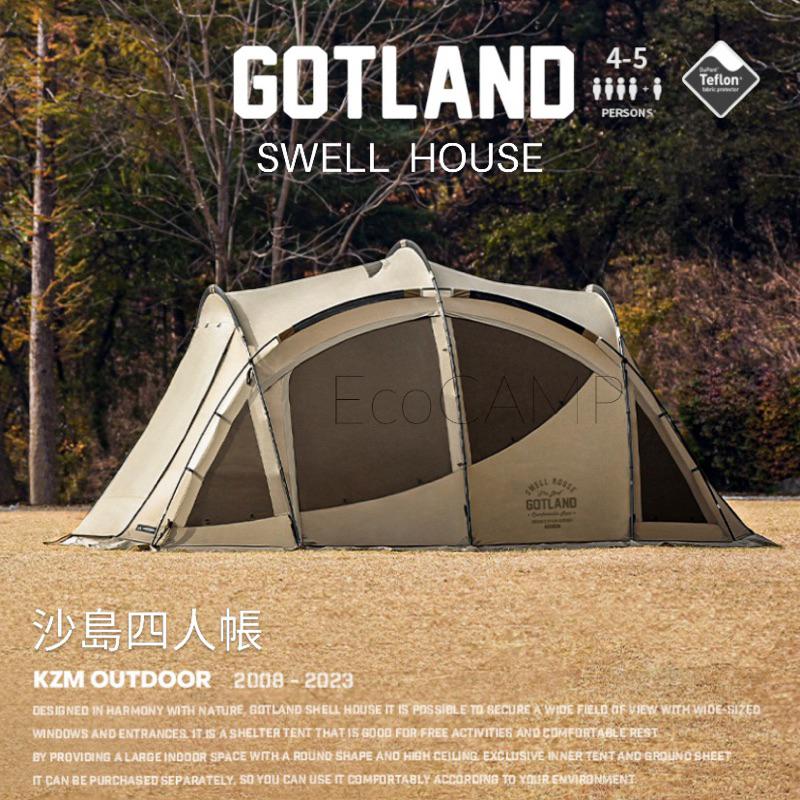 GOTLAND
4-5
PERSONS
DuPont
Teflon
fabric protector
SWELL HOUSE
EcoCAMP
SWELL HOUSE
GOTLAND
沙島四人帳
KZM OUTDOOR 2008 - 2023
DESIGNED IN HARMONY WITH NATURE, GOTLAND SHELL HOUSE IT IS POSSIBLE TO SECURE A WIDE FIELD OF VIEW WITH WIDE-SIZED
WINDOWS AND ENTRANCES. IT IS A SHELTER TENT THAT IS GOOD FOR FREE ACTIVITIES AND COMFORTABLE REST
BY PROVIDING A LARGE INDOOR SPACE WITH A ROUND SHAPE AND HIGH CEILING. EXCLUSIVE INNER TENT AND GROUND SHEET
IT CAN BE PURCHASED SEPARATELY, SO YOU CAN USE IT COMFORTABLY ACCORDING TO YOUR ENVIRONMENT.